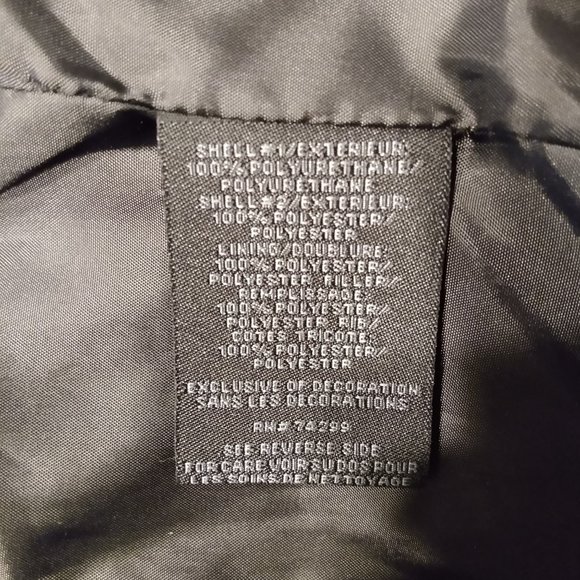 SHELL #1/EXTERIEUR:
100% POLYURETHANE/
POLYURETHANE
SHELL #2/EXTERIEUR:
100% POLYESTER/
POLYESTER
LINING/DOUBLURE:
100% POLYESTER/
POLYESTER FILLER/
REMPLISSAGE:
100% POLYESTER/
POLYESTER RIB/
COTES TRICOTE:
100% POLYESTER/
POLYESTER
EXCLUSIVE OF DECORATION
SANS LES DECORATIONS
RN# 74299
SEE REVERSE SIDE
FOR CARE VOIR SU DOS POUR
LES SOINS DE NETTOYAGE